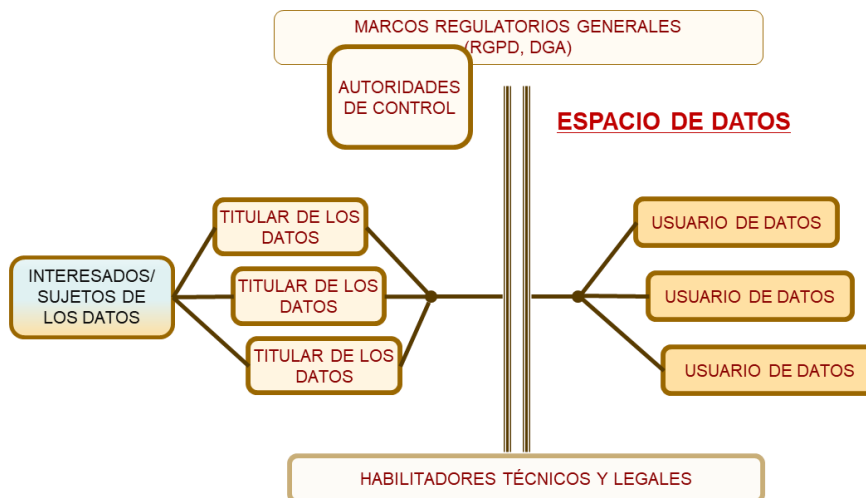 MARCOS REGULATORIOS GENERALES
(RGPD, DGA)
AUTORIDADES
DE CONTROL
ESPACIO DE DATOS
TITULAR DE LOS
DATOS
USUARIO DE DATOS
INTERESADOS/
SUJETOS DE
LOS DATOS
TITULAR DE LOS
DATOS
USUARIO DE DATOS
TITULAR DE LOS
DATOS
USUARIO DE DATOS
HABILITADORES TÉCNICOS Y LEGALES